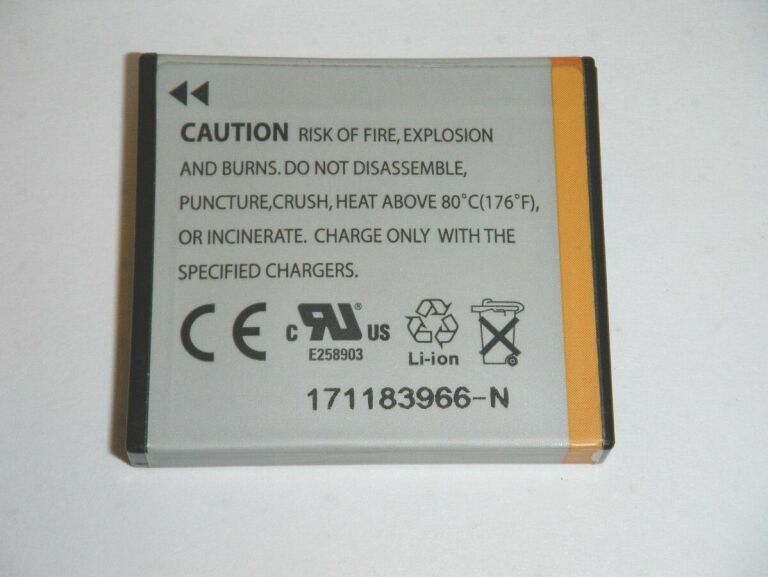 CAUTION RISK OF FIRE, EXPLOSION
AND BURNS. DO NOT DISASSEMBLE,
PUNCTURE,CRUSH, HEAT ABOVE 80°C(176°F),
OR INCINERATE. CHARGE ONLY WITH THE
SPECIFIED CHARGERS.
CE c RU ® US
E258903
Li-ion
171183966-N